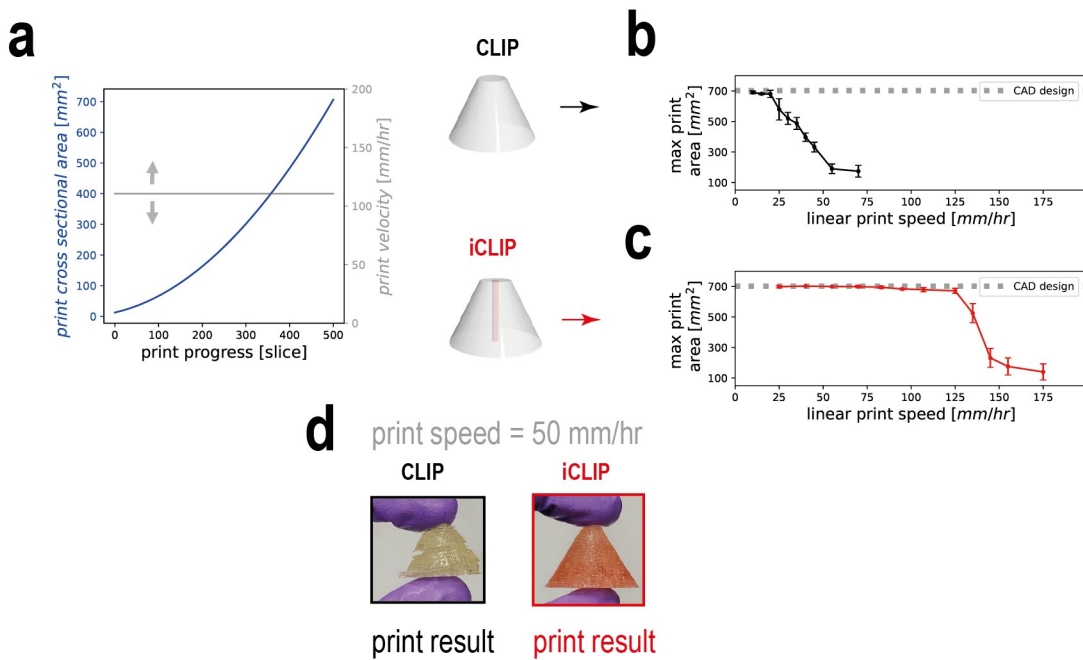 a
print cross sectional area [mm²]
700
600
500
400
300
200
100
0
0 100 200 300 400 500
print progress [slice]
200
150
100
50
0
print velocity [mm/hr]
CLIP
iCLIP
b
max print
area [mm²]
700
500
300
100
CAD design
0 25 50 75 100 125 150 175
linear print speed [mm/hr]
c
max print
area [mm²]
700
500
300
100
CAD design
0 25 50 75 100 125 150 175
linear print speed [mm/hr]
d
print speed = 50 mm/hr
CLIP
iCLIP
print result
print result